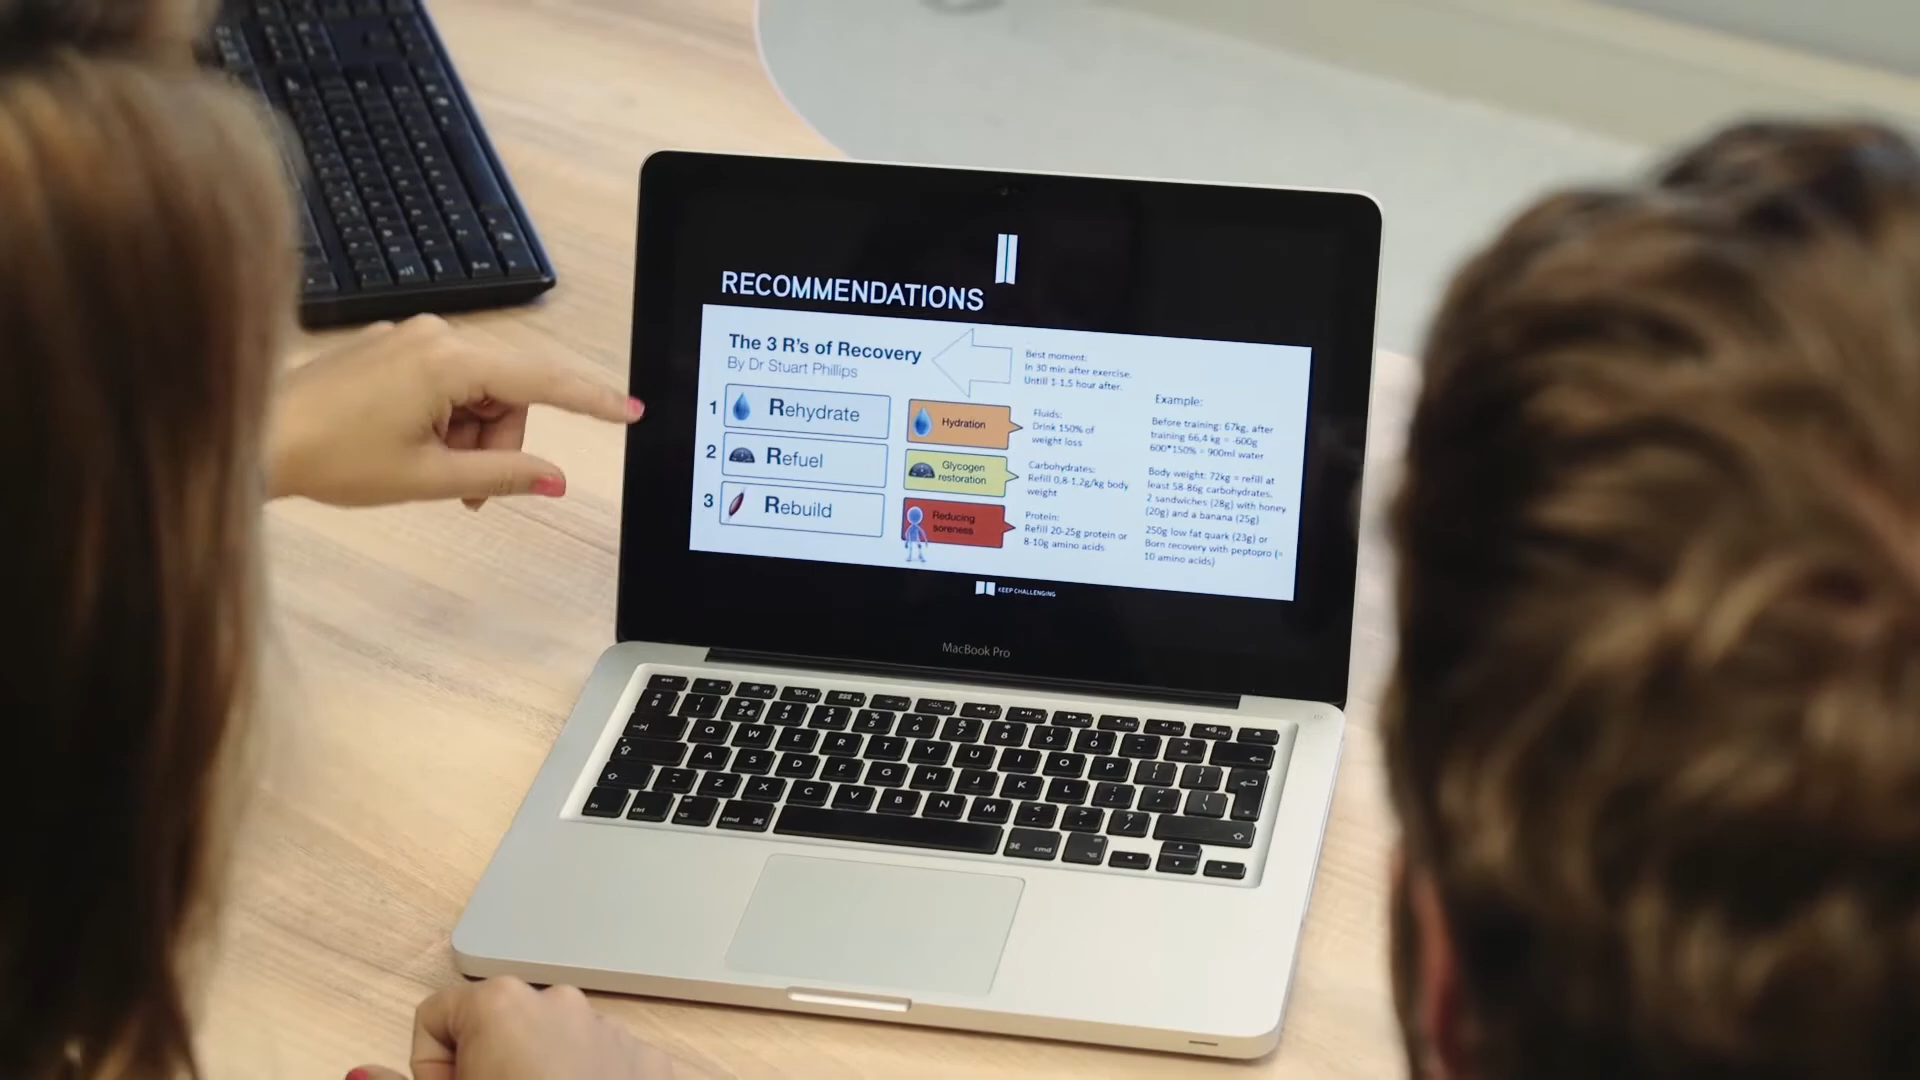 RECOMMENDATIONS
The 3 R's of Recovery
By Dr Stuart Phillips
1 Rehydrate
2 Refuel
3 Rebuild
Hydration
Glycogen
restoration
Reducing
soreness
Best moment:
In 30 min after exercise.
Untill 1-1,5 hour after.
Fluids:
Drink 150% of
weight loss
Carbohydrates:
Refill 0,8-1,2g/kg body
weight
Protein:
Refill 20-25g protein or
8-10g amino acids
Example:
Before training: 67kg, after
training 66,4 kg = -600g
600*150% = 900ml water
Body weight: 72kg = refill at
least 58-86g carbohydrates.
2 sandwiches (28g) with honey
(20g) and a banana (25g)
250g low fat quark (23g) or
Born recovery with peptopro (=
10 amino acids)
KEEP CHALLENGING
MacBook Pro
Q W E R T Y U I O P
A S D F G H J K L
Z X C V B N M
fn ctrl cmd cmd